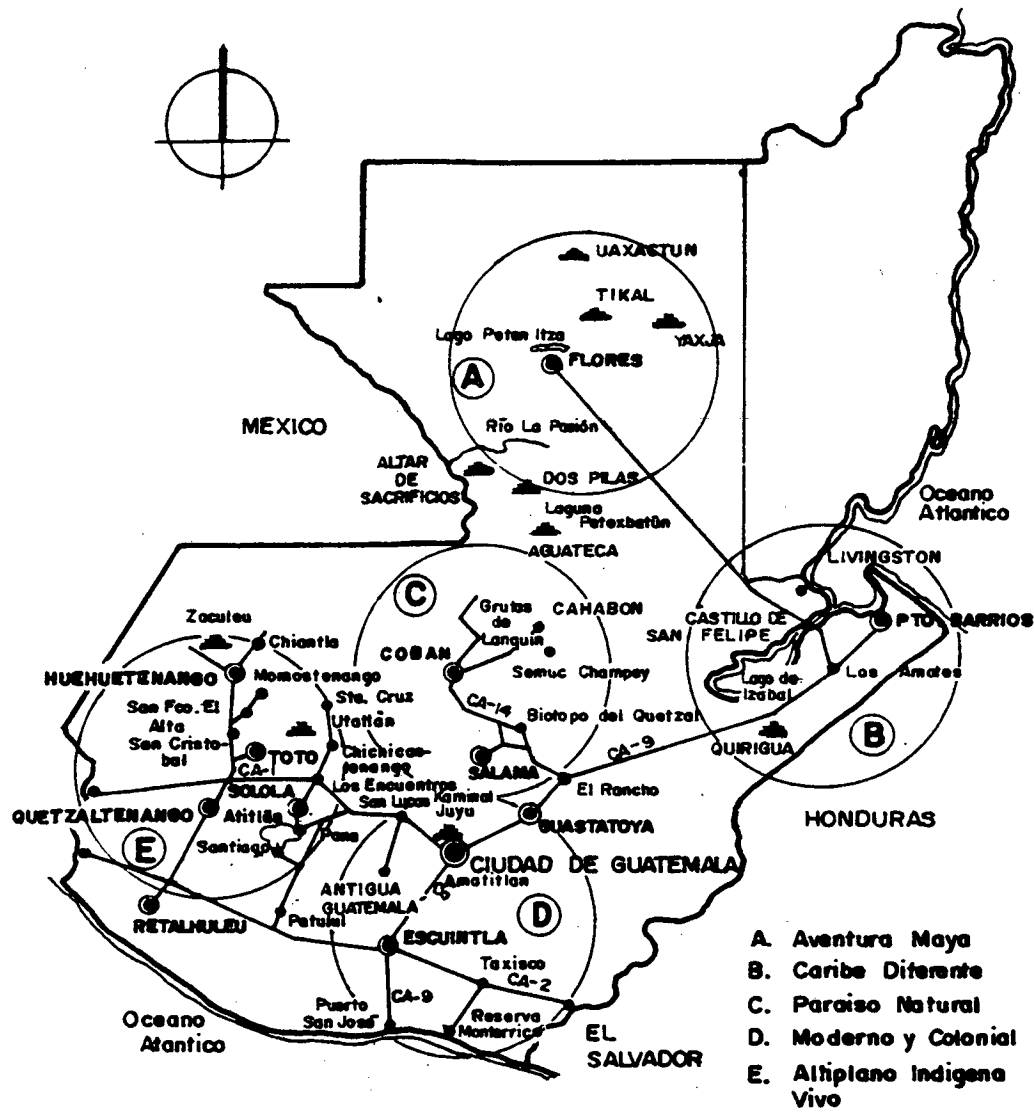 UAXACTUN
TIKAL
YAXJA
Lago Peten Itza
FLORES
A
MEXICO
Río La Pasión
ALTAR
DE
SACRIFICIOS
DOS PILAS
Laguna
Petexbatún
AGUATECA
Oceano
Atlantico
LIVINGSTON
C
Grutas
de
Lanquin
CAHABON
CASTILLO DE
SAN FELIPE
PTO BARRIOS
Zaculeu
Chiantla
COBAN
Semuc Champey
HUEHUETENANGO
Momostenango
Lago de
Izabal
Los Amates
Sta. Cruz
San Fco. El
Alta
Utatlán
CA-14
Biotopo del Quetzal
San Cristo-
bal
TOTO
Chichicas-
tenango
CA-9
QUIRIGUA
B
CA-1
SALAMA
Los Encuentros
El Rancho
SOLOLA
San Lucas
Kaminal
Juyu
QUETZALTENANGO
Atitlán
GUASTATOYA
HONDURAS
Pana
E
Santiago
CIUDAD DE GUATEMALA
Amatitlan
ANTIGUA
GUATEMALA
RETALHULEU
Patulul
D
ESCUINTLA
Taxisco
CA-2
CA-9
Puerto
San José
Reserva
Monterrico
Oceano
Atantico
EL
SALVADOR
A. Aventura Maya
B. Caribe Diferente
C. Paraiso Natural
D. Moderno y Colonial
E. Altiplano Indigena
Vivo